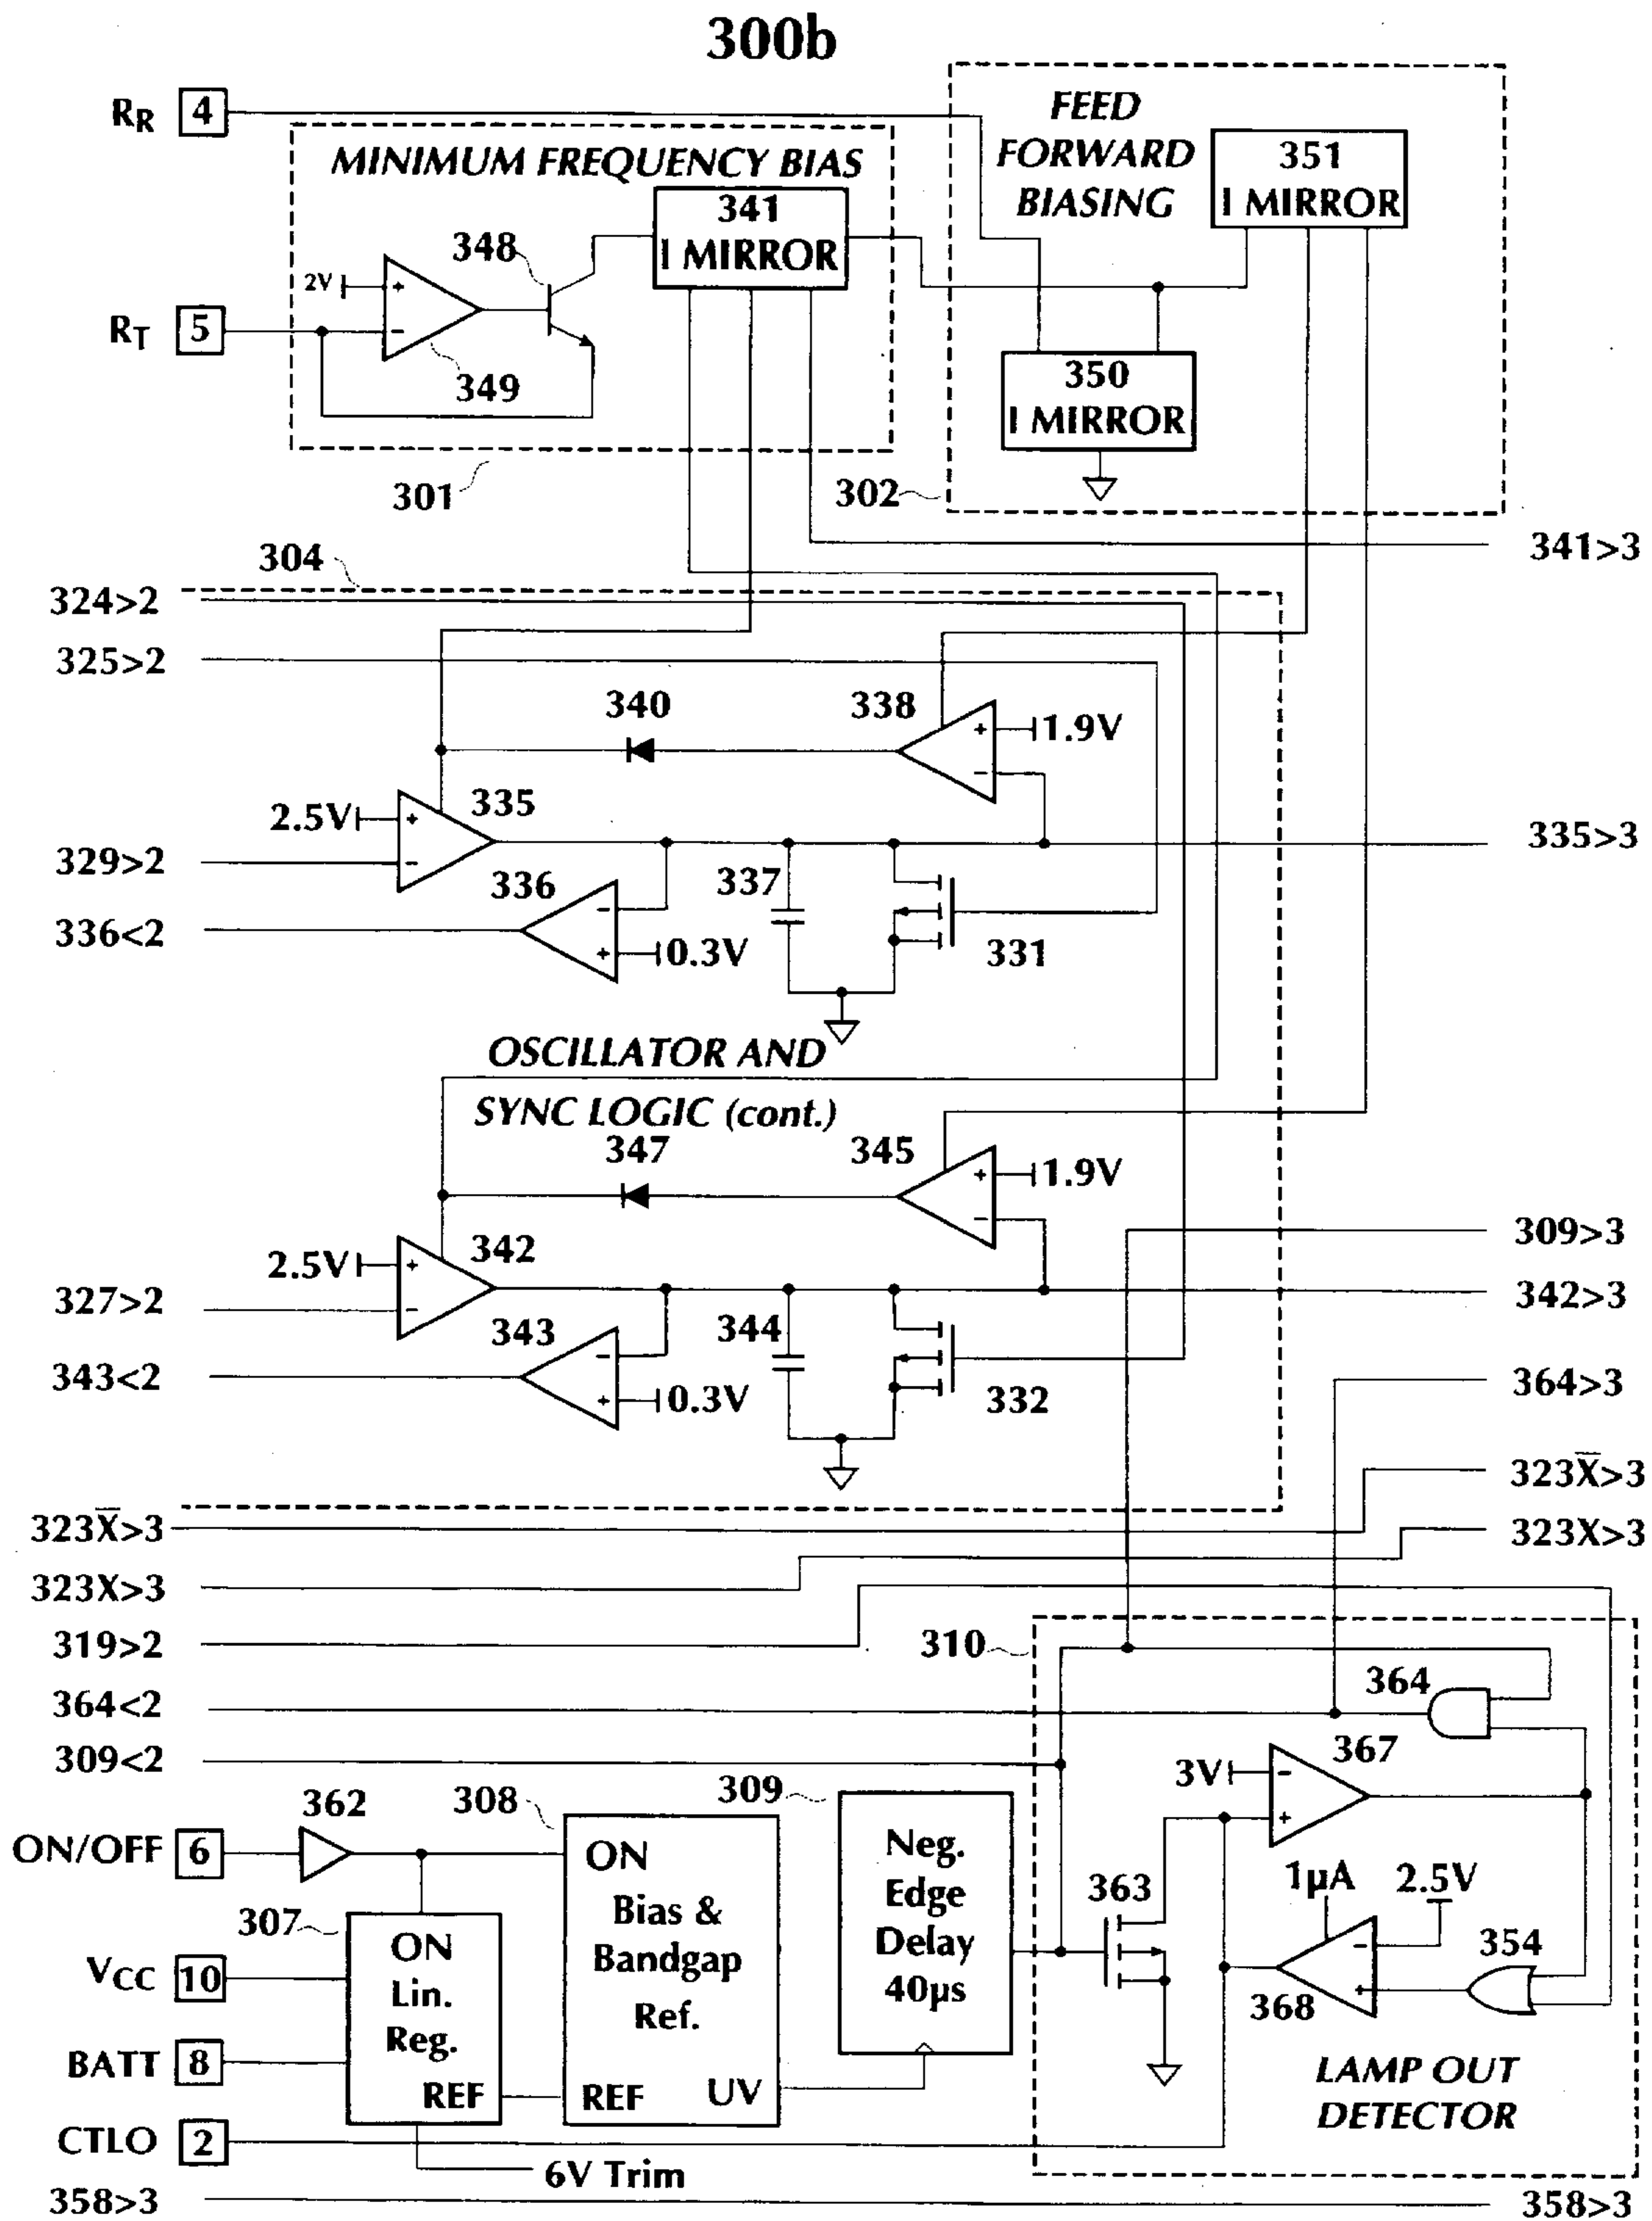 300b
RR 4
FEED
FORWARD
BIASING
351
I MIRROR
MINIMUM FREQUENCY BIAS
341
I MIRROR
348
2V
+
-
RT 5
349
350
I MIRROR
301
302
341>3
304
324>2
325>2
340
338
+
1.9V
-
335
2.5V
+
-
335>3
329>2
336
-
+
0.3V
337
336<2
331
OSCILLATOR AND
SYNC LOGIC (cont.)
347
345
+
1.9V
-
309>3
342
2.5V
+
-
342>3
327>2
343
-
+
0.3V
344
343<2
332
364>3
323X̅>3
323X̅>3
323X>3
323X>3
319>2
310
364
364<2
309<2
367
3V
-
+
309
362
308
ON/OFF 6
ON
Bias &
Bandgap
Ref.
REF
UV
Neg.
Edge
Delay
40µs
363
1µA
2.5V
-
+
354
368
307
ON
Lin.
Reg.
REF
VCC 10
BATT 8
LAMP OUT
DETECTOR
CTLO 2
6V Trim
358>3
358>3